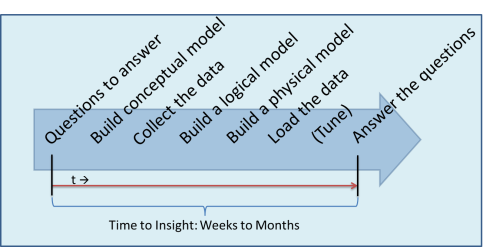 Questions to answer
Build conceptual model
Collect the data
Build a logical model
Build a physical model
Load the data
(Tune)
Answer the questions
t →
Time to Insight: Weeks to Months